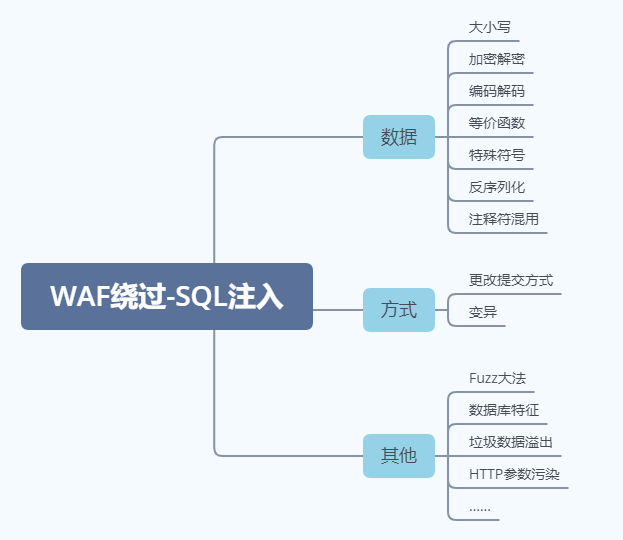 WAF绕过-SQL注入
数据
大小写
加密解密
编码解码
等价函数
特殊符号
反序列化
注释符混用
方式
更改提交方式
变异
其他
Fuzz大法
数据库特征
垃圾数据溢出
HTTP参数污染
......